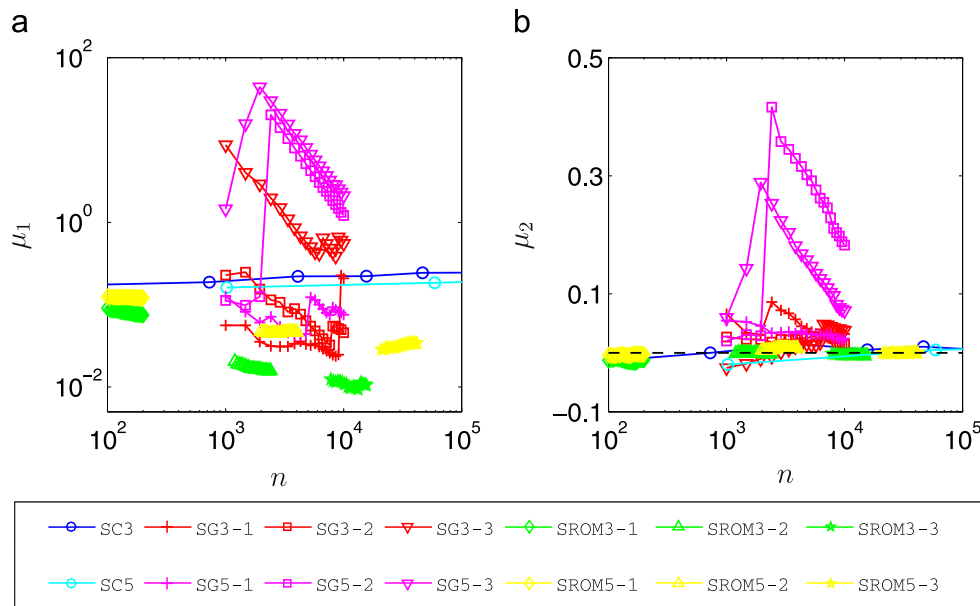 a
b
10^2
10^0
10^-2
μ_1
10^2 10^3 10^4 10^5
n
0.5
0.3
0.1
-0.1
μ_2
10^2 10^3 10^4 10^5
n
SC3 SG3-1 SG3-2 SG3-3 SROM3-1 SROM3-2 SROM3-3
SC5 SG5-1 SG5-2 SG5-3 SROM5-1 SROM5-2 SROM5-3